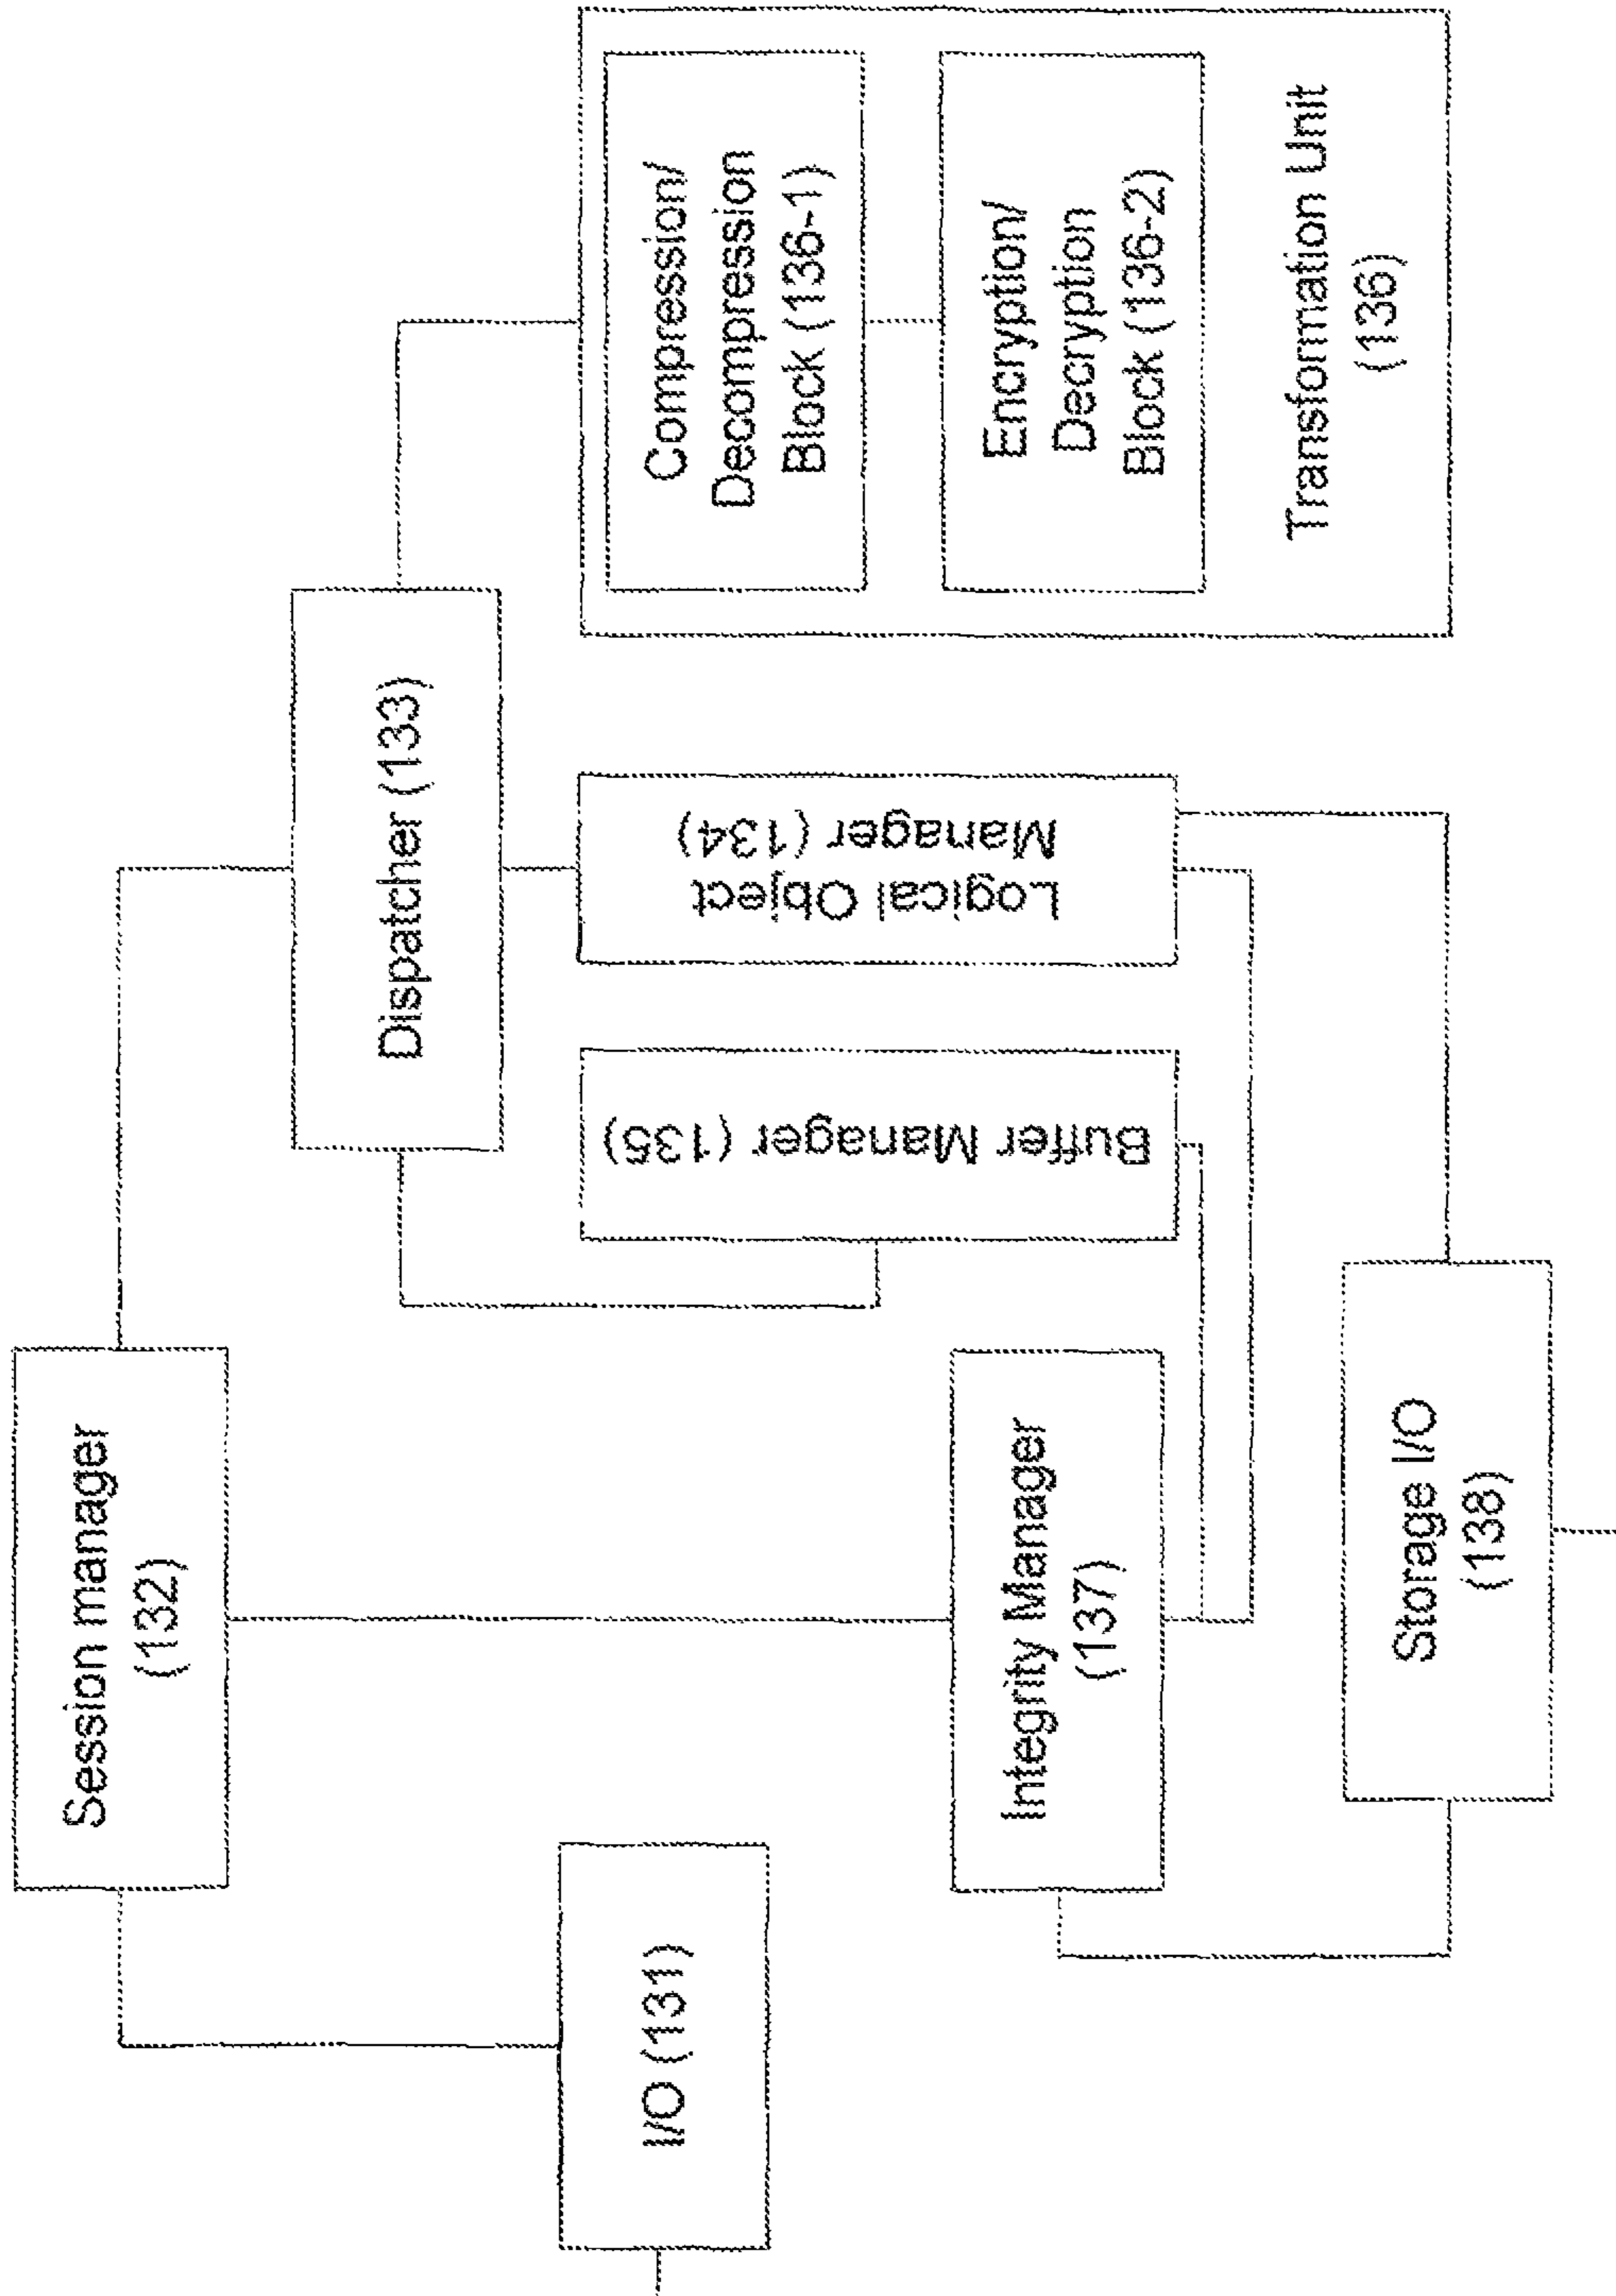 Session manager
(132)
Dispatcher (133)
I/O (131)
Integrity Manager
(137)
Buffer Manager (135)
Logical Object
Manager (134)
Compression/
Decompression
Block (136-1)
Encryption/
Decryption
Block (136-2)
Transformation Unit
(136)
Storage I/O
(138)